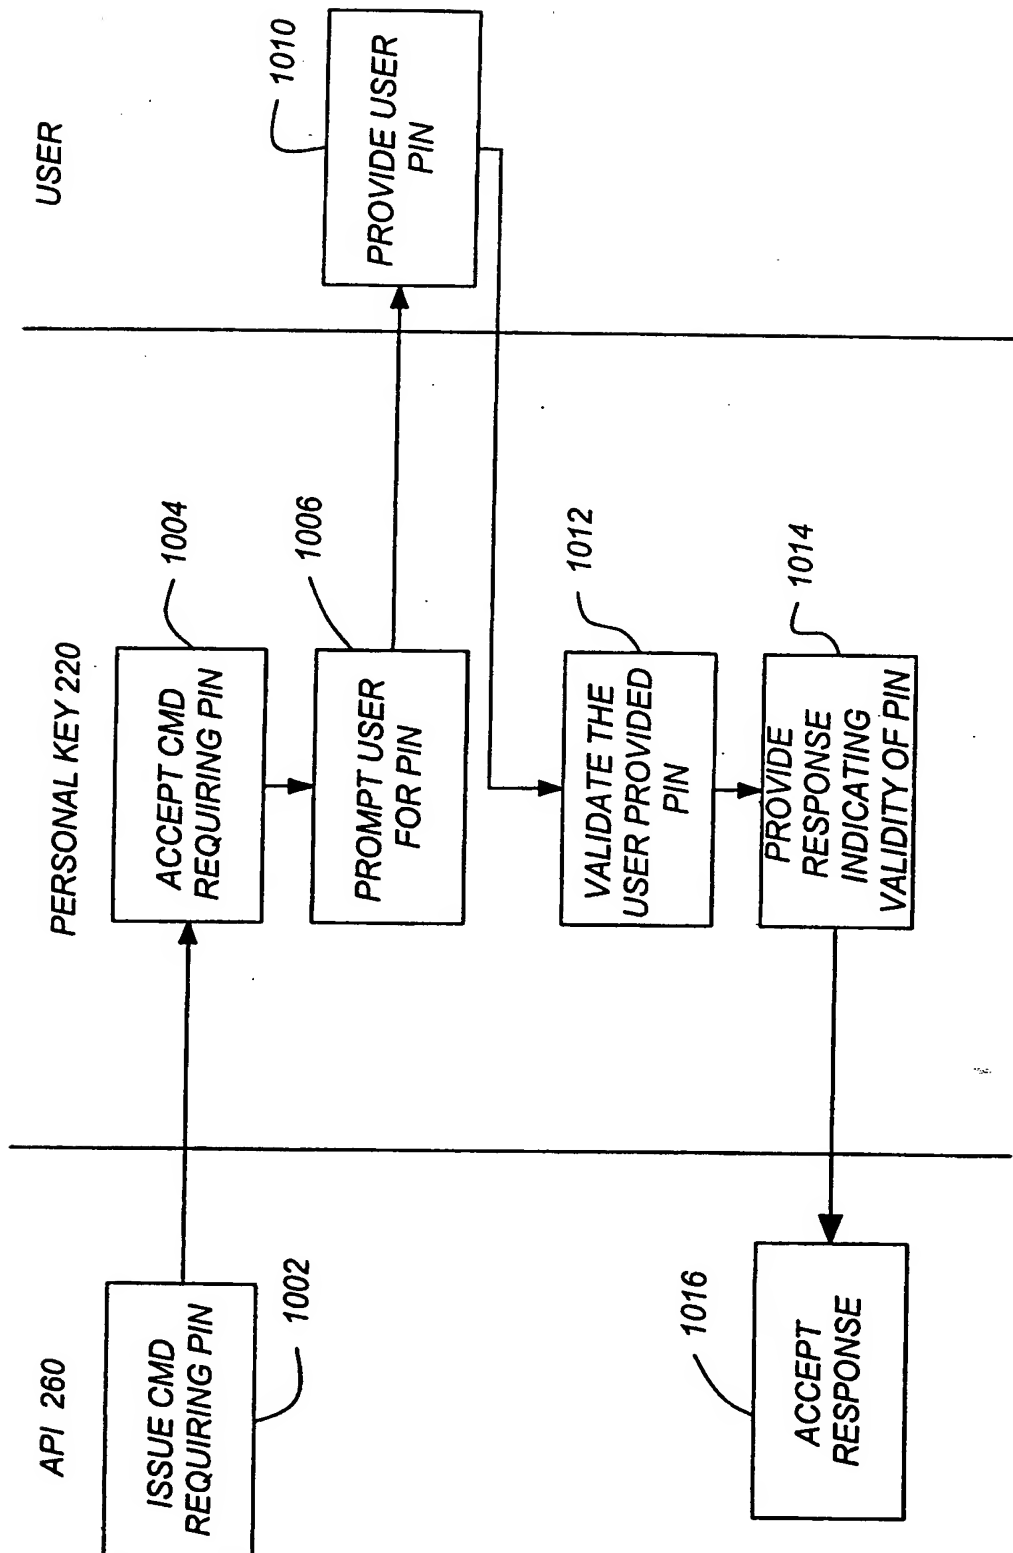 API 260
PERSONAL KEY 220
USER
ISSUE CMD
REQUIRING PIN
1002
ACCEPT CMD
REQUIRING PIN
1004
PROMPT USER
FOR PIN
1006
PROVIDE USER
PIN
1010
VALIDATE THE
USER PROVIDED
PIN
1012
PROVIDE
RESPONSE
INDICATING
VALIDITY OF PIN
1014
ACCEPT
RESPONSE
1016